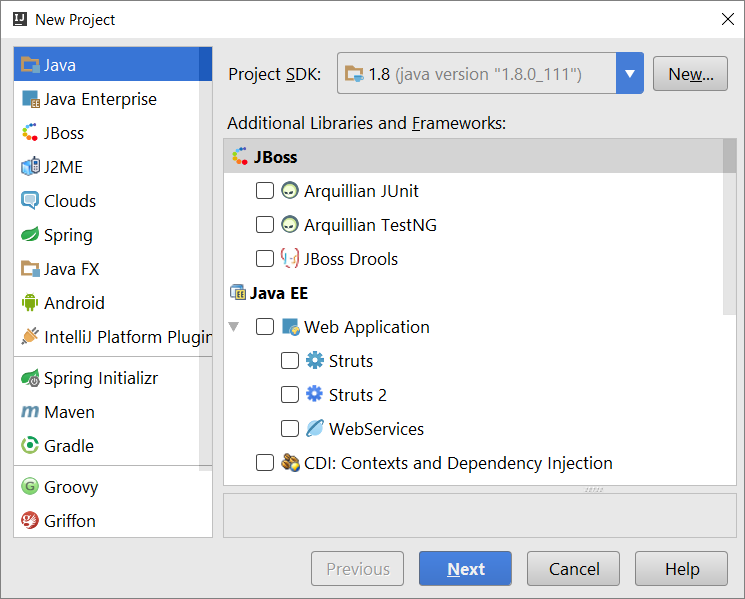 New Project
Java
Java Enterprise
JBoss
J2ME
Clouds
Spring
Java FX
Android
IntelliJ Platform Plugin
Spring Initializr
Maven
Gradle
Groovy
Griffon
Project SDK: 1.8 (java version "1.8.0_111") New...
Additional Libraries and Frameworks:
JBoss
Arquillian JUnit
Arquillian TestNG
JBoss Drools
Java EE
Web Application
Struts
Struts 2
WebServices
CDI: Contexts and Dependency Injection
Previous Next Cancel Help